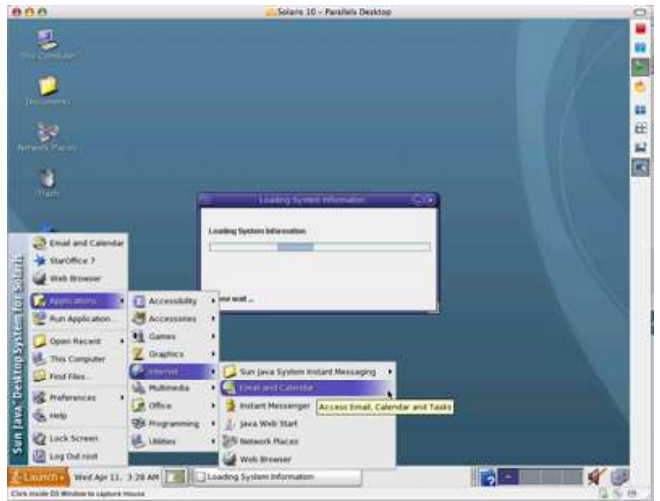 Solaris 10 - Parallels Desktop
This Computer
Documents
Network Places
Trash
Loading System Information
Loading System Information
wait ...
Sun Java™ Desktop System for Solaris
Email and Calendar
StarOffice 7
Web Browser
Applications
Run Application...
Open Recent
This Computer
Find Files...
Preferences
Help
Lock Screen
Log Out root
Accessibility
Accessories
Games
Graphics
Internet
Multimedia
Office
Programming
Utilities
Sun Java System Instant Messaging
Email and Calendar
Instant Messenger
Access Email, Calendar and Tasks
Java Web Start
Network Places
Web Browser
Launch
Wed Apr 11, 3:28 AM
Loading System Information
Click inside OS Window to capture mouse